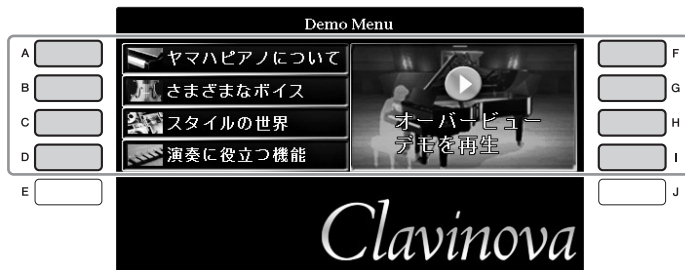 Demo Menu
A
ヤマハピアノについて
F
B
さまざまなボイス
G
C
スタイルの世界
オーバービュー
H
D
演奏に役立つ機能
デモを再生
I
E
J
Clavinova